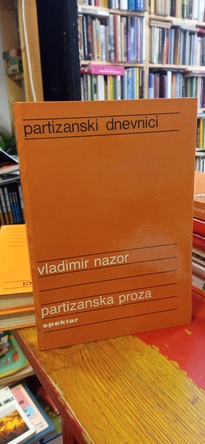 partizanski dnevnici
vladimir nazor
partizanska proza
spektar